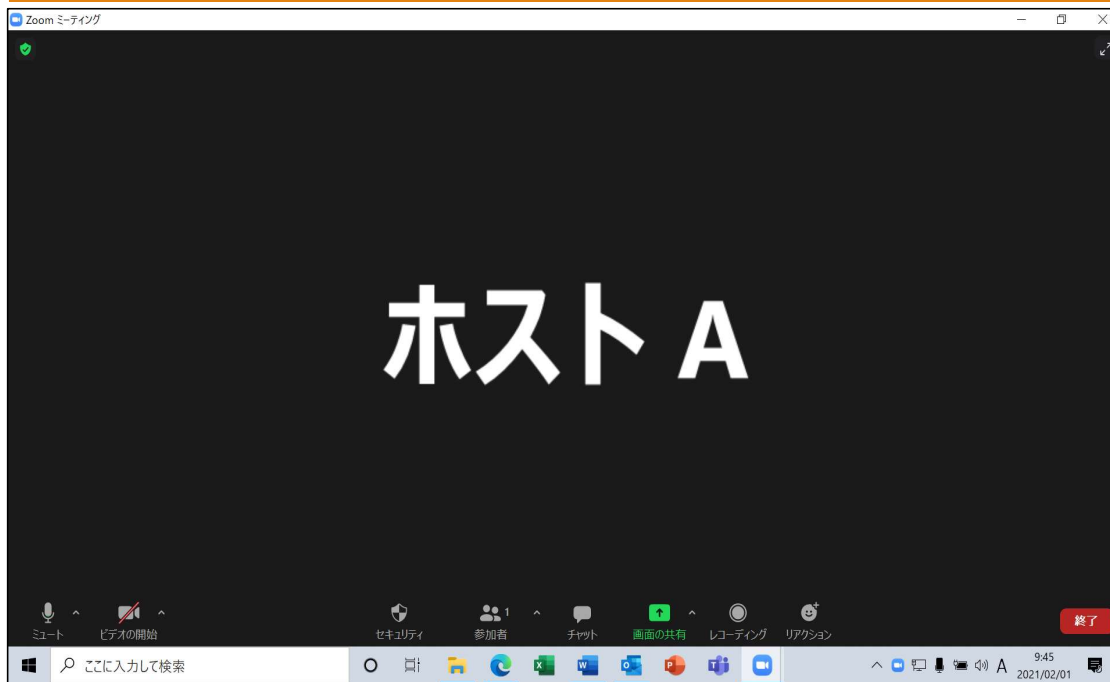 Zoom ミーティング
ホスト A
ミュート
ビデオの開始
セキュリティ
参加者
1
チャット
画面の共有
レコーディング
リアクション
終了
ここに入力して検索
A
9:45
2021/02/01